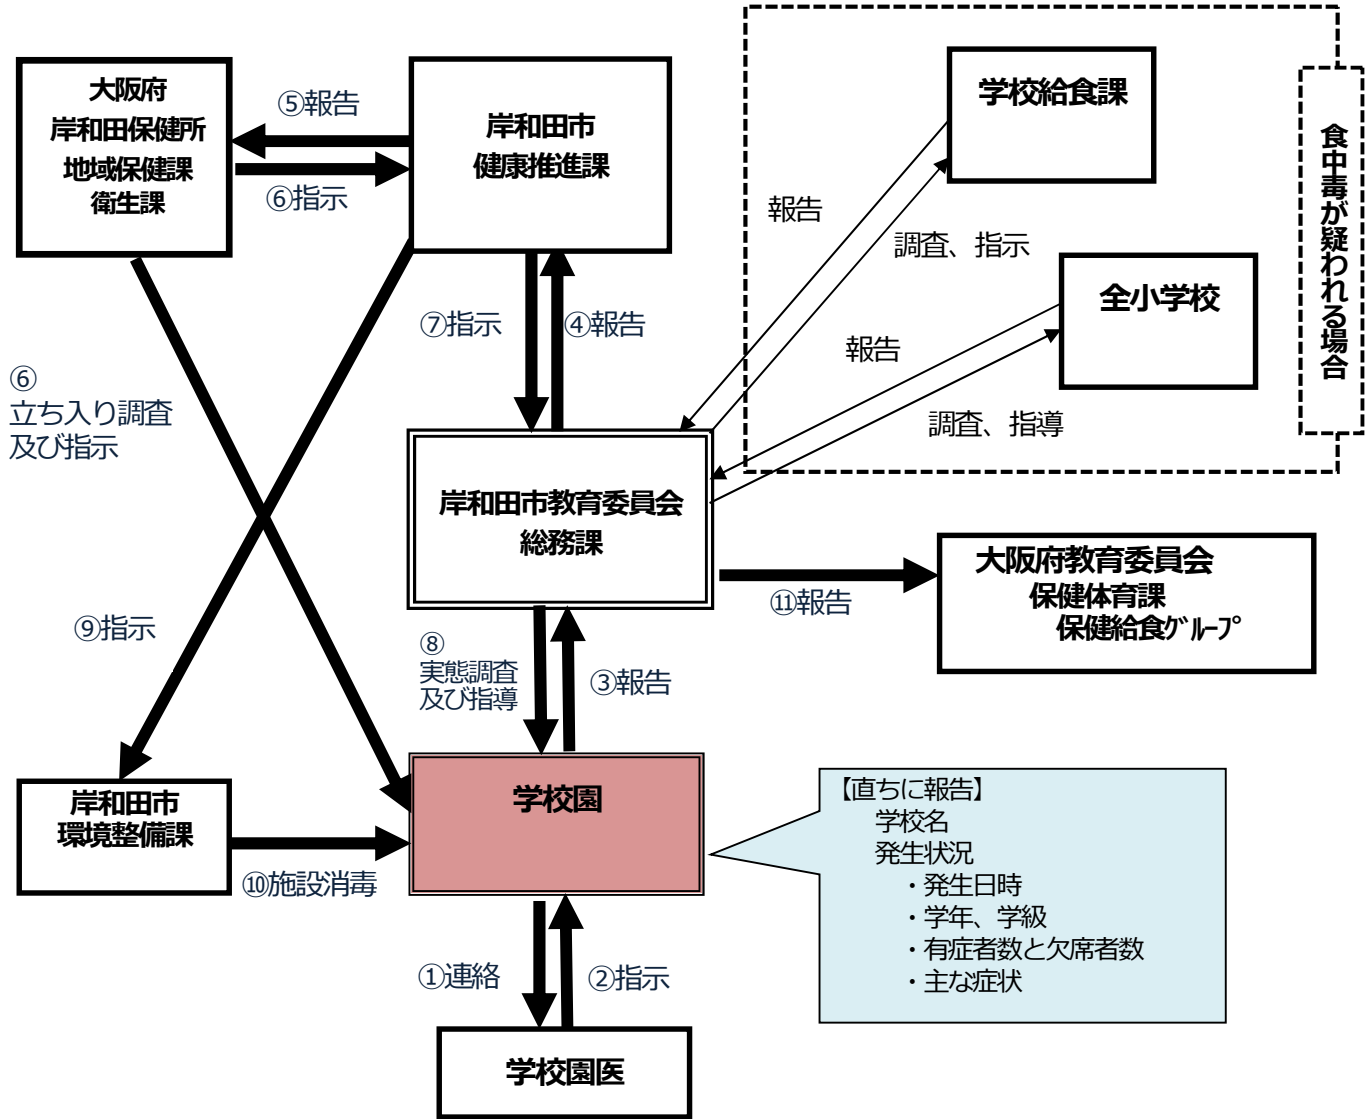 大阪府
岸和田保健所
地域保健課
衛生課
⑤報告
⑥指示
岸和田市
健康推進課
学校給食課
食中毒が疑われる場合
報告
調査、指示
全小学校
報告
調査、指導
⑦指示
④報告
⑥
立ち入り調査
及び指示
岸和田市教育委員会
総務課
⑪報告
大阪府教育委員会
保健体育課
保健給食グループ
⑨指示
⑧
実態調査
及び指導
③報告
岸和田市
環境整備課
⑩施設消毒
学校園
【直ちに報告】
学校名
発生状況
・発生日時
・学年、学級
・有症者数と欠席者数
・主な症状
①連絡
②指示
学校園医